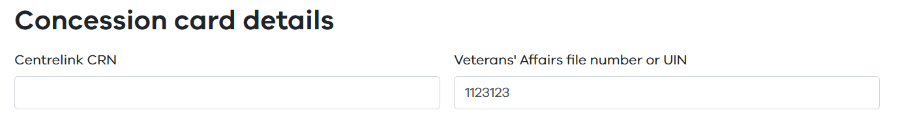 Concession card details
Centrelink CRN
Veterans' Affairs file number or UIN
1123123